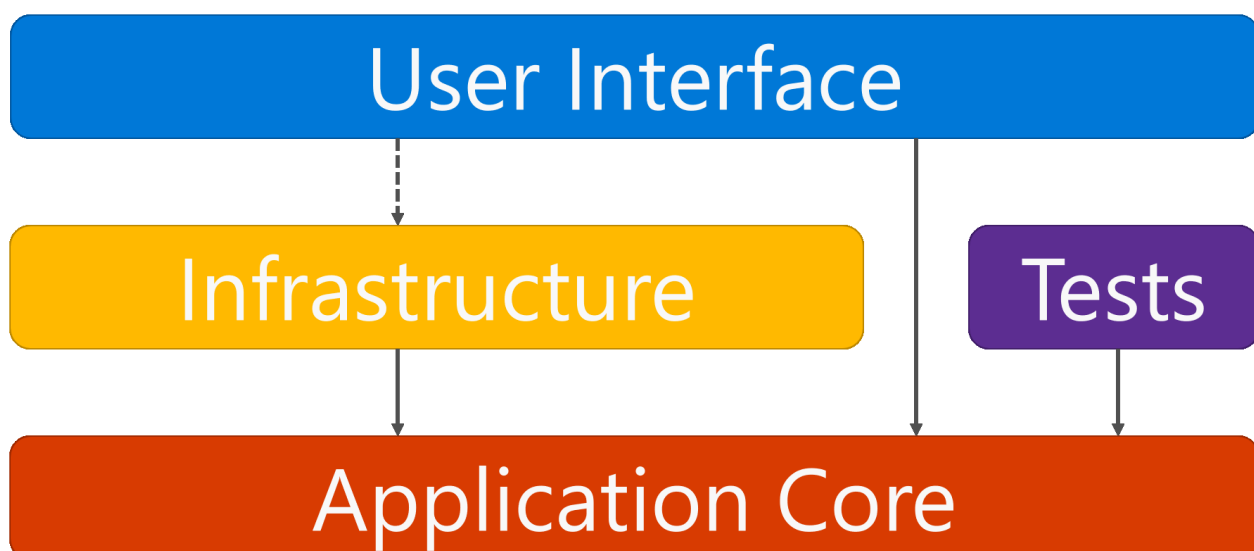 User Interface
Infrastructure
Tests
Application Core